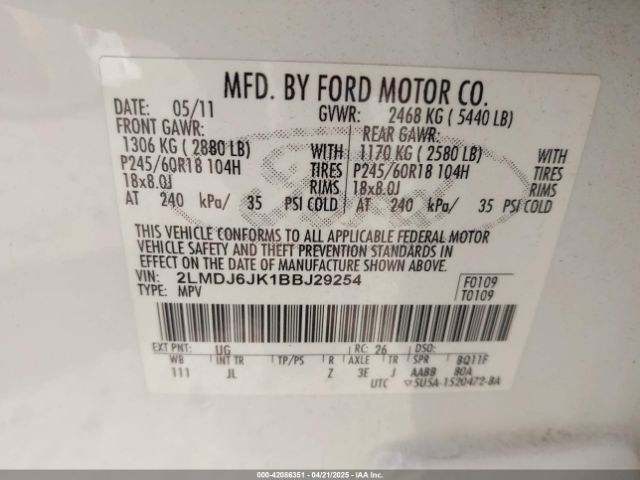 MFD. BY FORD MOTOR CO.
DATE: 05/11 GVWR: 2468 KG ( 5440 LB)
FRONT GAWR: REAR GAWR:
1306 KG ( 2880 LB) WITH 1170 KG ( 2580 LB) WITH
P245/60R18 104H TIRES P245/60R18 104H TIRES
18x8.0J RIMS 18x8.0J RIMS
AT 240 kPa/ 35 PSI COLD AT 240 kPa/ 35 PSI COLD
THIS VEHICLE CONFORMS TO ALL APPLICABLE FEDERAL MOTOR
VEHICLE SAFETY AND THEFT PREVENTION STANDARDS IN
EFFECT ON THE DATE OF MANUFACTURE SHOWN ABOVE.
VIN: 2LMDJ6JK1BBJ29254 F0109
TYPE: MPV T0109
EXT PNT: UG RC: 26 DSO:
WB INT TR TP/PS R AXLE TR SPR BQ11F
111 JL Z 3E J AABB 80A
UTC 5U5A-1520472-BA
000-42086351 - 04/21/2025 - IAA Inc.